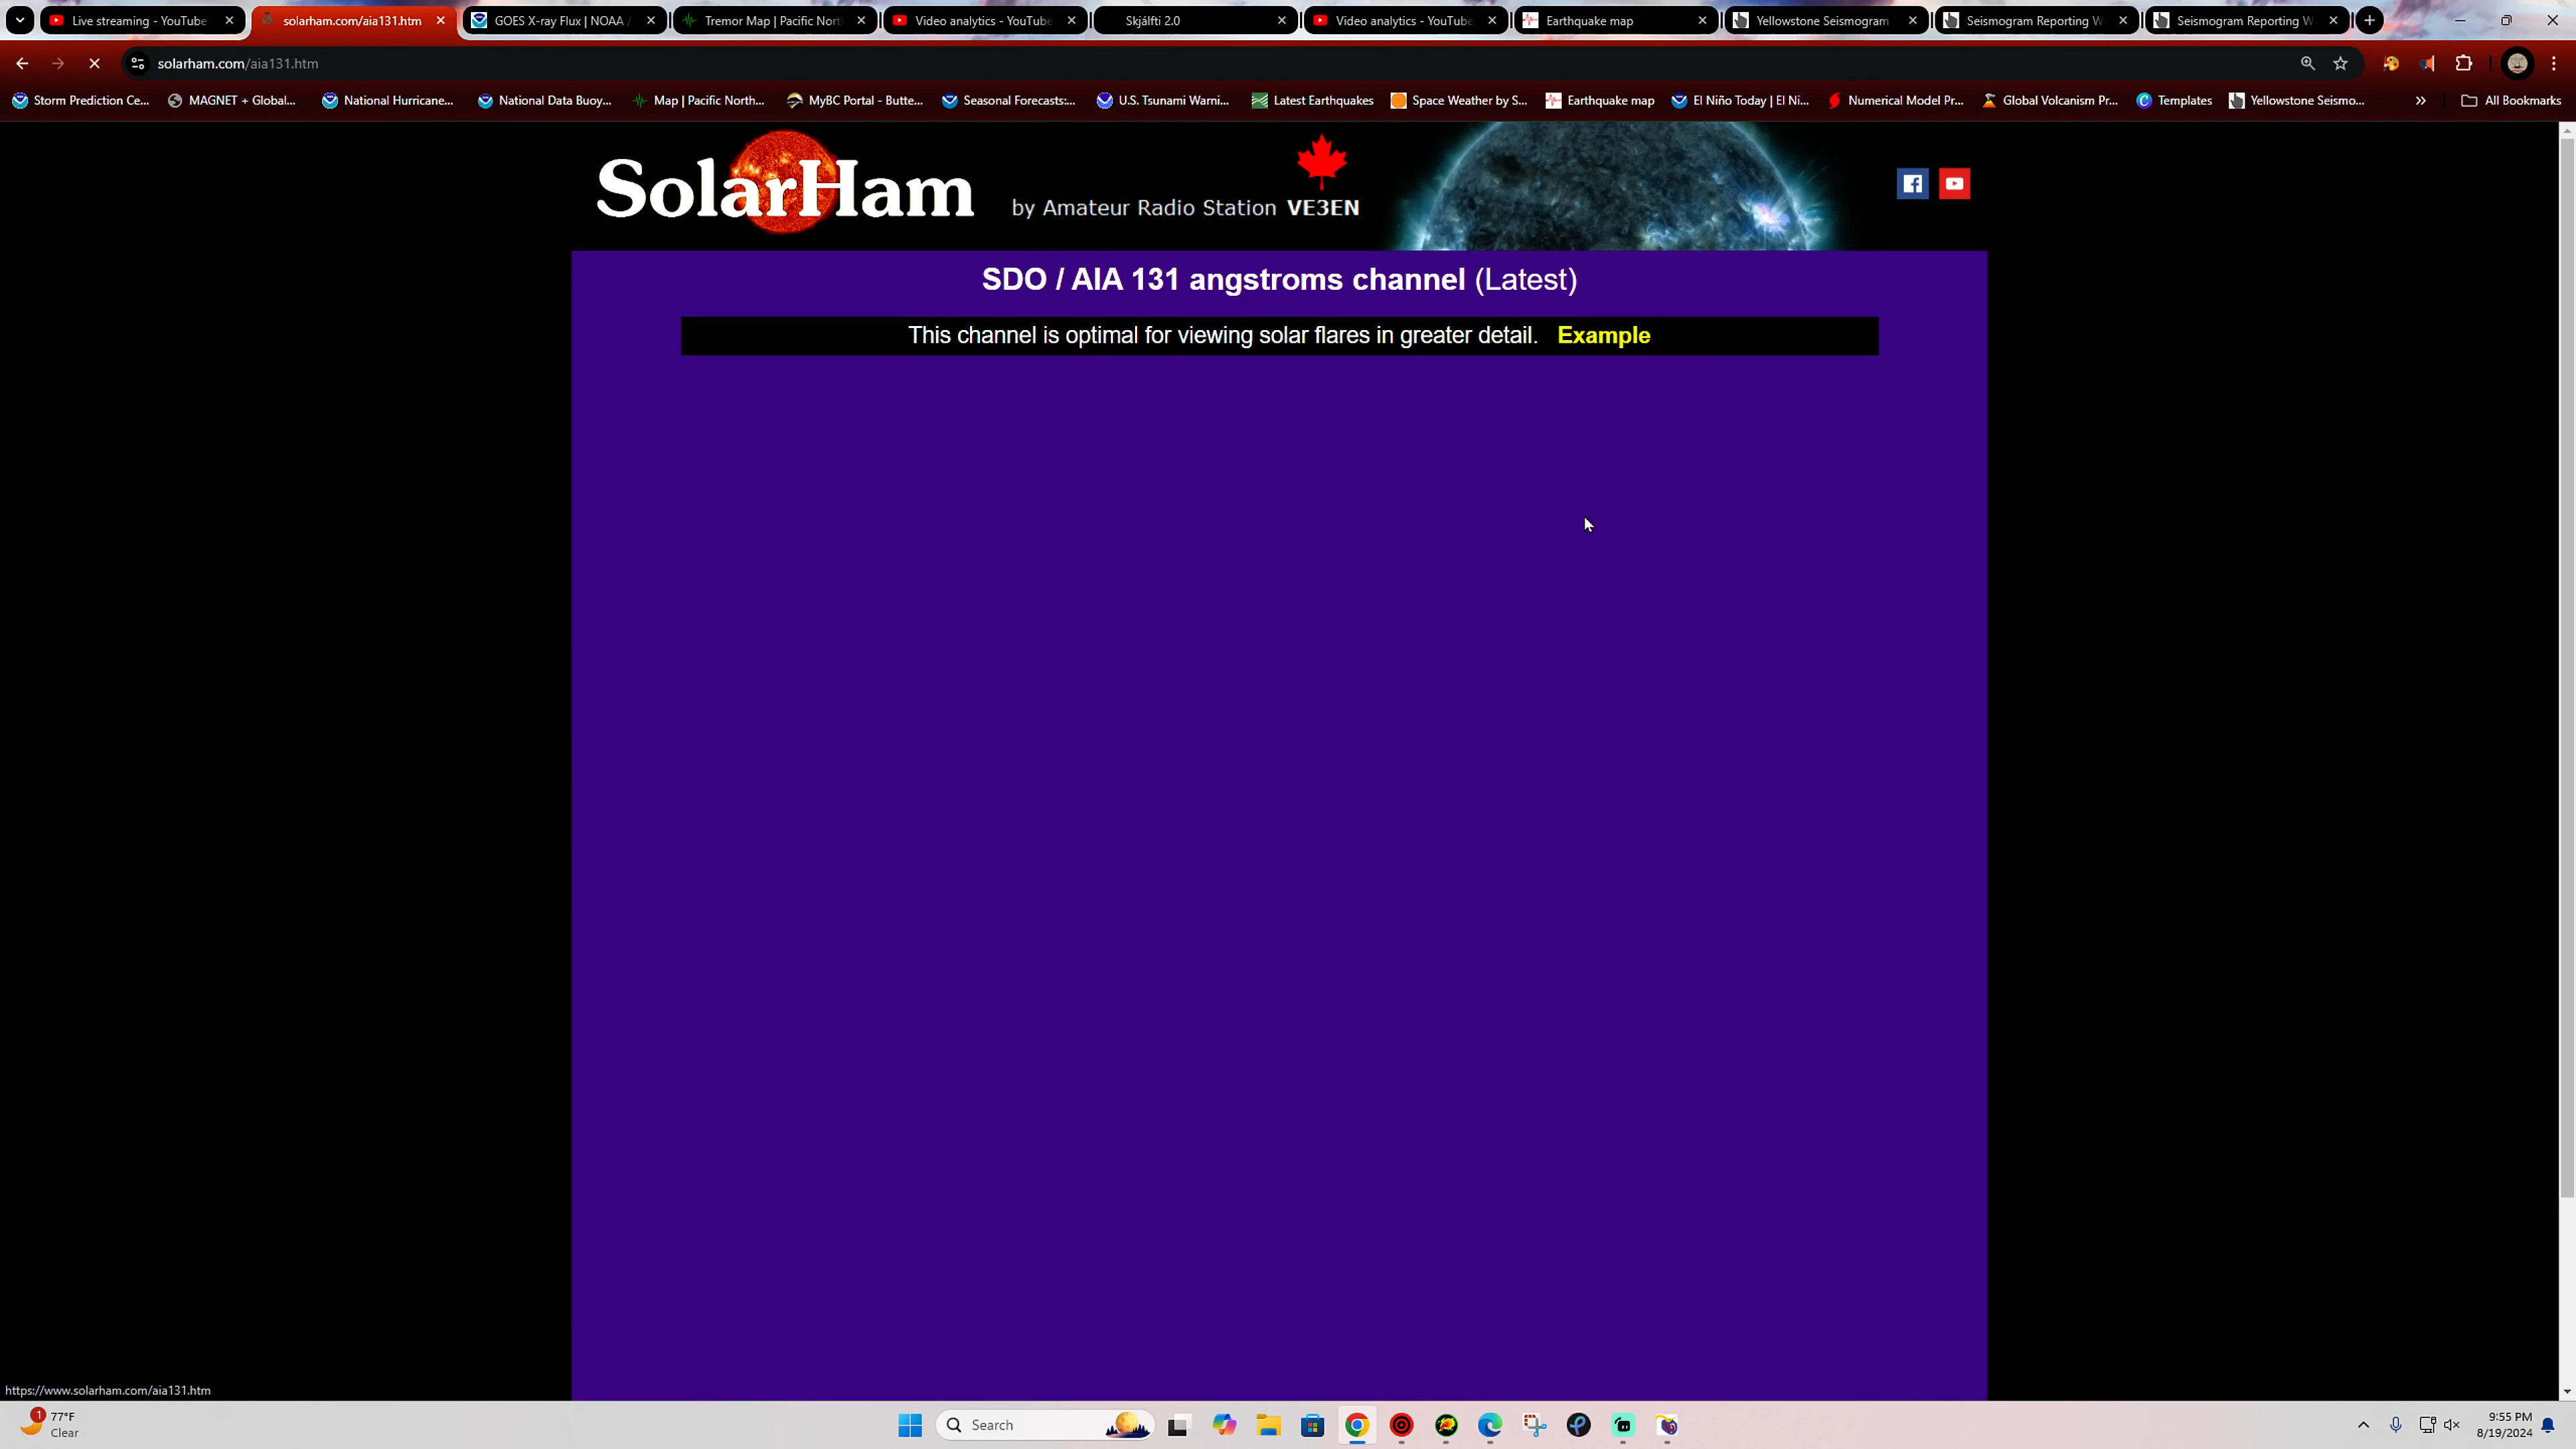 Live streaming - YouTube
solarham.com/aia131.htm
GOES X-ray Flux | NOAA /
Tremor Map | Pacific Nort
Video analytics - YouTube
Skjálfti 2.0
Video analytics - YouTube
Earthquake map
Yellowstone Seismogram
Seismogram Reporting W
Seismogram Reporting W
solarham.com/aia131.htm
Storm Prediction Ce...
MAGNET + Global...
National Hurricane...
National Data Buoy...
Map | Pacific North...
MyBC Portal - Butte...
Seasonal Forecasts:...
U.S. Tsunami Warni...
Latest Earthquakes
Space Weather by S...
Earthquake map
El Niño Today | El Ni...
Numerical Model Pr...
Global Volcanism Pr...
Templates
Yellowstone Seismo...
All Bookmarks
SolarHam
by Amateur Radio Station VE3EN
SDO / AIA 131 angstroms channel (Latest)
This channel is optimal for viewing solar flares in greater detail. Example
https://www.solarham.com/aia131.htm
1
77°F
Clear
Search
9:55 PM
8/19/2024